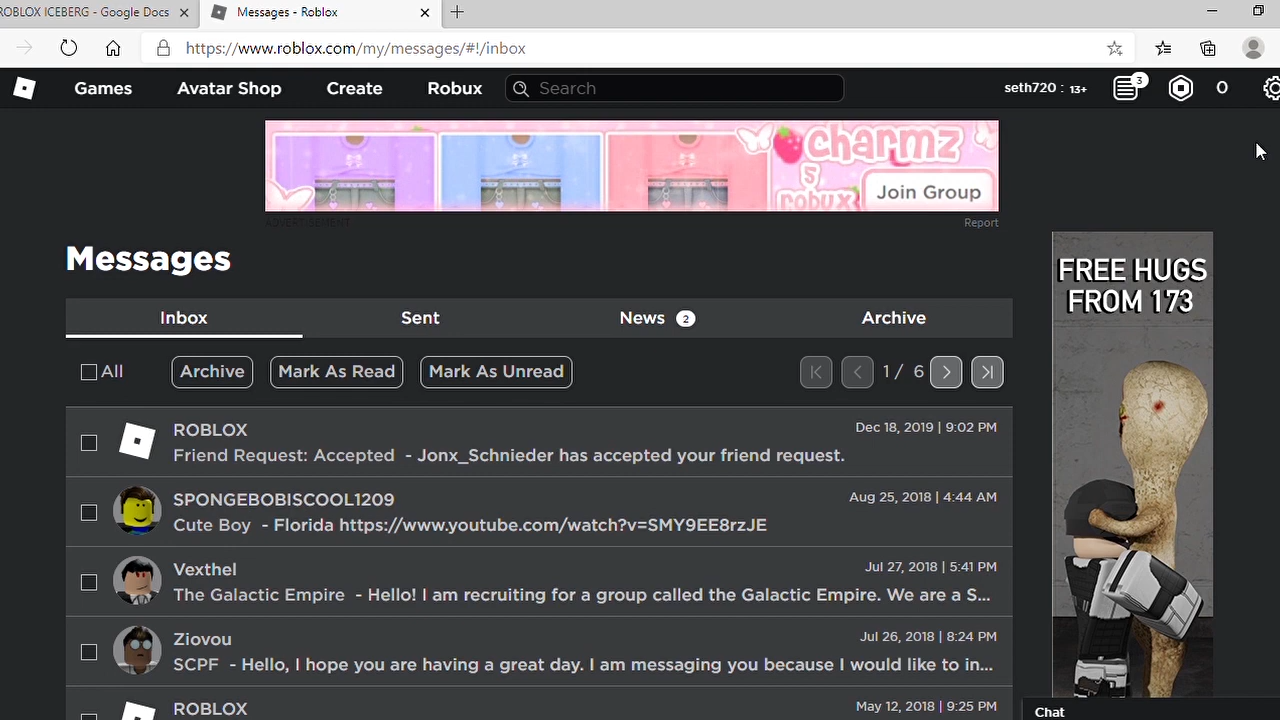 ROBLOX ICEBERG - Google Docs
Messages - Roblox
https://www.roblox.com/my/messages/#!/inbox
Games
Avatar Shop
Create
Robux
Search
seth720 : 13+
3
0
charmz
5
robux
Join Group
ADVERTISEMENT
Report
Messages
FREE HUGS
FROM 173
Inbox
Sent
News 2
Archive
All
Archive
Mark As Read
Mark As Unread
1 / 6
ROBLOX
Dec 18, 2019 | 9:02 PM
Friend Request: Accepted - Jonx_Schnieder has accepted your friend request.
SPONGEBOBISCOOL1209
Aug 25, 2018 | 4:44 AM
Cute Boy - Florida https://www.youtube.com/watch?v=SMY9EE8rzJE
Vexthel
Jul 27, 2018 | 5:41 PM
The Galactic Empire - Hello! I am recruiting for a group called the Galactic Empire. We are a S...
Ziovou
Jul 26, 2018 | 8:24 PM
SCPF - Hello, I hope you are having a great day. I am messaging you because I would like to in...
ROBLOX
May 12, 2018 | 9:25 PM
Chat